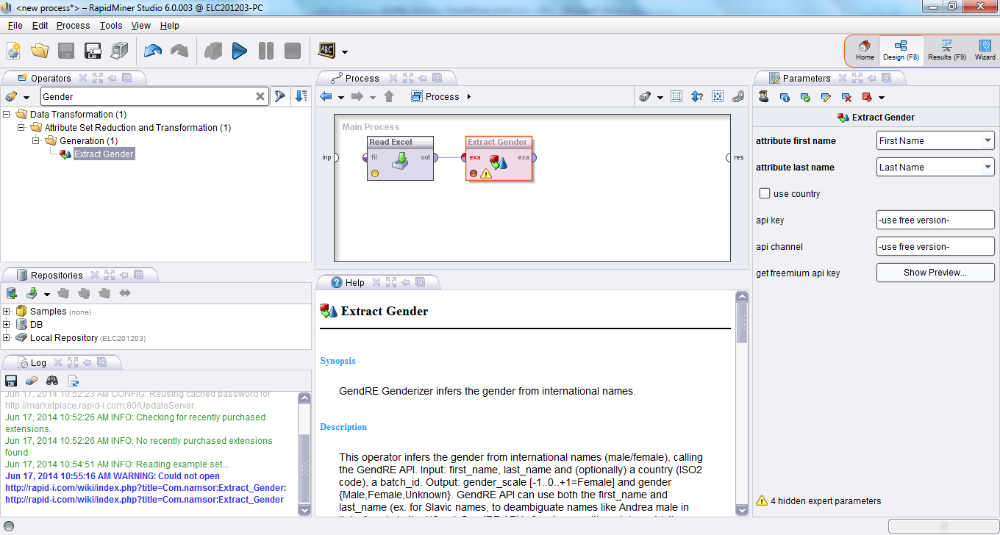 <new process*> – RapidMiner Studio 6.0.003 @ ELC201203-PC
File Edit Process Tools View Help
ABC
Home
Design (F8)
Results (F9)
Wizard
Operators
Gender
Data Transformation (1)
Attribute Set Reduction and Transformation (1)
Generation (1)
Extract Gender
Repositories
Samples (none)
DB
Local Repository (ELC201203)
Log
Jun 17, 2014 10:52:23 AM CONFIG: Reusing cached password for
http://marketplace.rapid-i.com:80/UpdateServer.
Jun 17, 2014 10:52:26 AM INFO: Checking for recently purchased
extensions.
Jun 17, 2014 10:52:26 AM INFO: No recently purchased extensions
found.
Jun 17, 2014 10:54:51 AM INFO: Reading example set...
Jun 17, 2014 10:55:16 AM WARNING: Could not open
http://rapid-i.com/wiki/index.php?title=Com.namsor:Extract_Gender:
http://rapid-i.com/wiki/index.php?title=Com.namsor:Extract_Gender
Process
Process
Main Process
inp
Read Excel
fil
out
Extract Gender
exa
exa
res
Help
Extract Gender
Synopsis
GendRE Genderizer infers the gender from international names.
Description
This operator infers the gender from international names (male/female), calling
the GendRE API. Input: first_name, last_name and (optionally) a country (ISO2
code), a batch_id. Output: gender_scale [-1..0..+1=Female] and gender
{Male,Female,Unknown}. GendRE API can use both the first_name and
last_name (ex. for Slavic names, to deambiguate names like Andrea male in
Parameters
Extract Gender
attribute first name
First Name
attribute last name
Last Name
use country
api key
-use free version-
api channel
-use free version-
get freemium api key
Show Preview...
4 hidden expert parameters